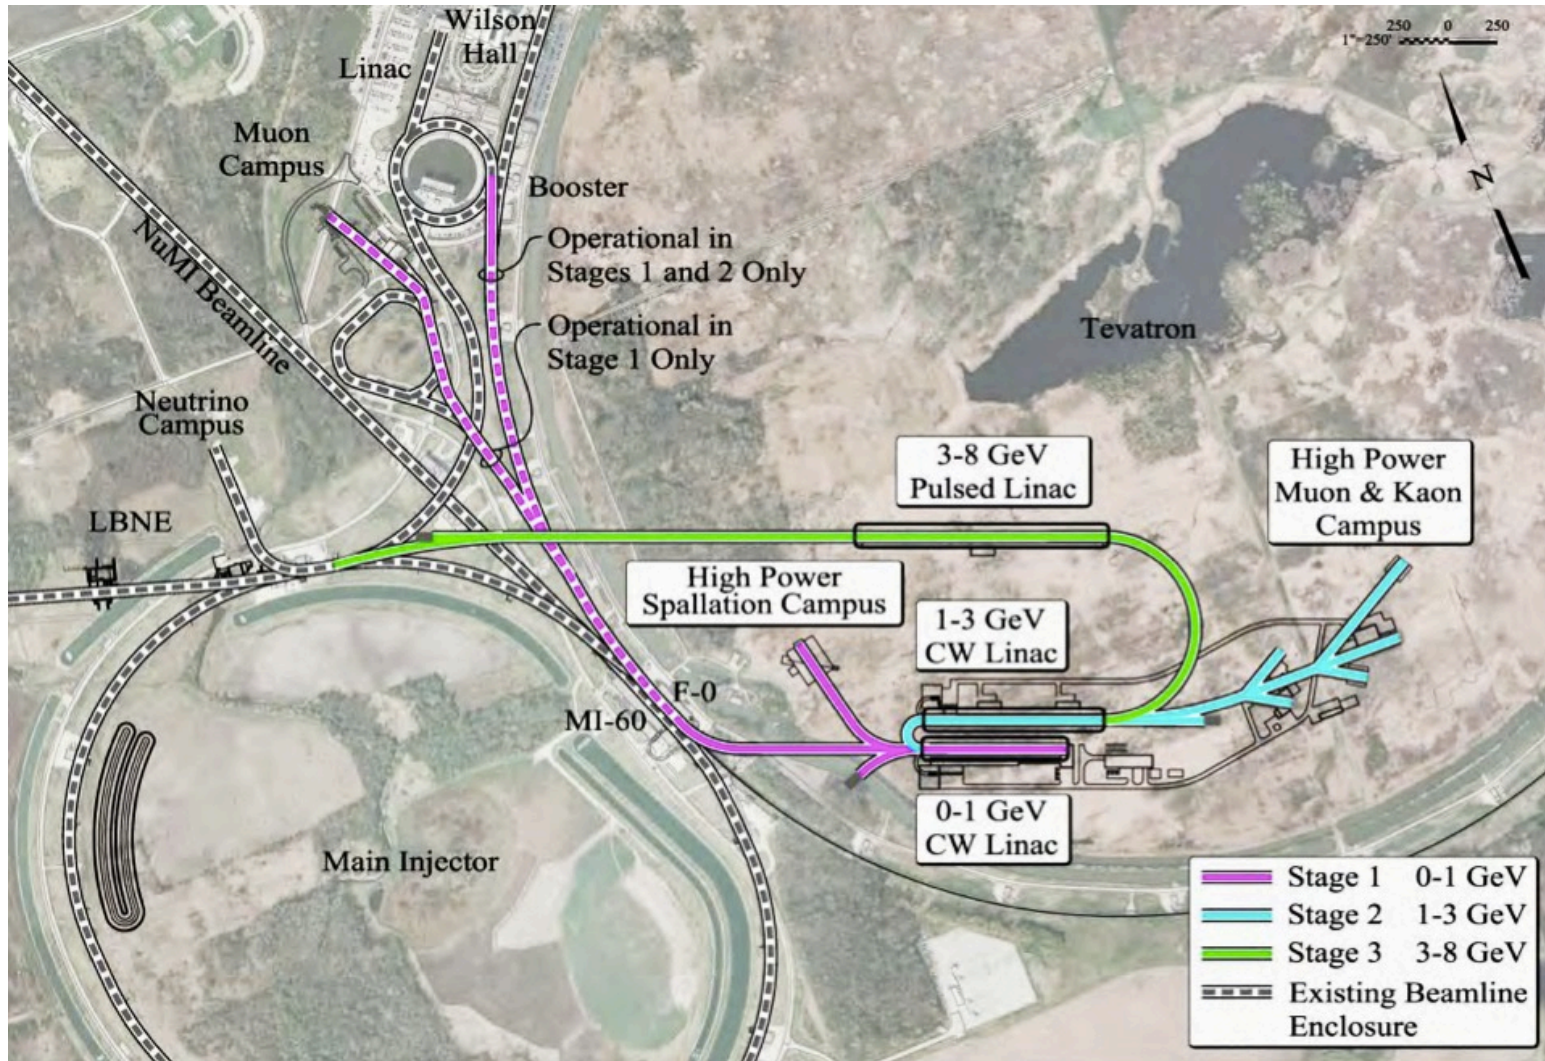 Wilson
Hall
Linac
250 0 250
1"=250'
Muon
Campus
N
Booster
NuMI Beamline
Operational in
Stages 1 and 2 Only
Operational in
Stage 1 Only
Tevatron
Neutrino
Campus
3-8 GeV
Pulsed Linac
High Power
Muon & Kaon
Campus
LBNE
High Power
Spallation Campus
1-3 GeV
CW Linac
F-0
MI-60
0-1 GeV
CW Linac
Main Injector
Stage 1 0-1 GeV
Stage 2 1-3 GeV
Stage 3 3-8 GeV
Existing Beamline
Enclosure